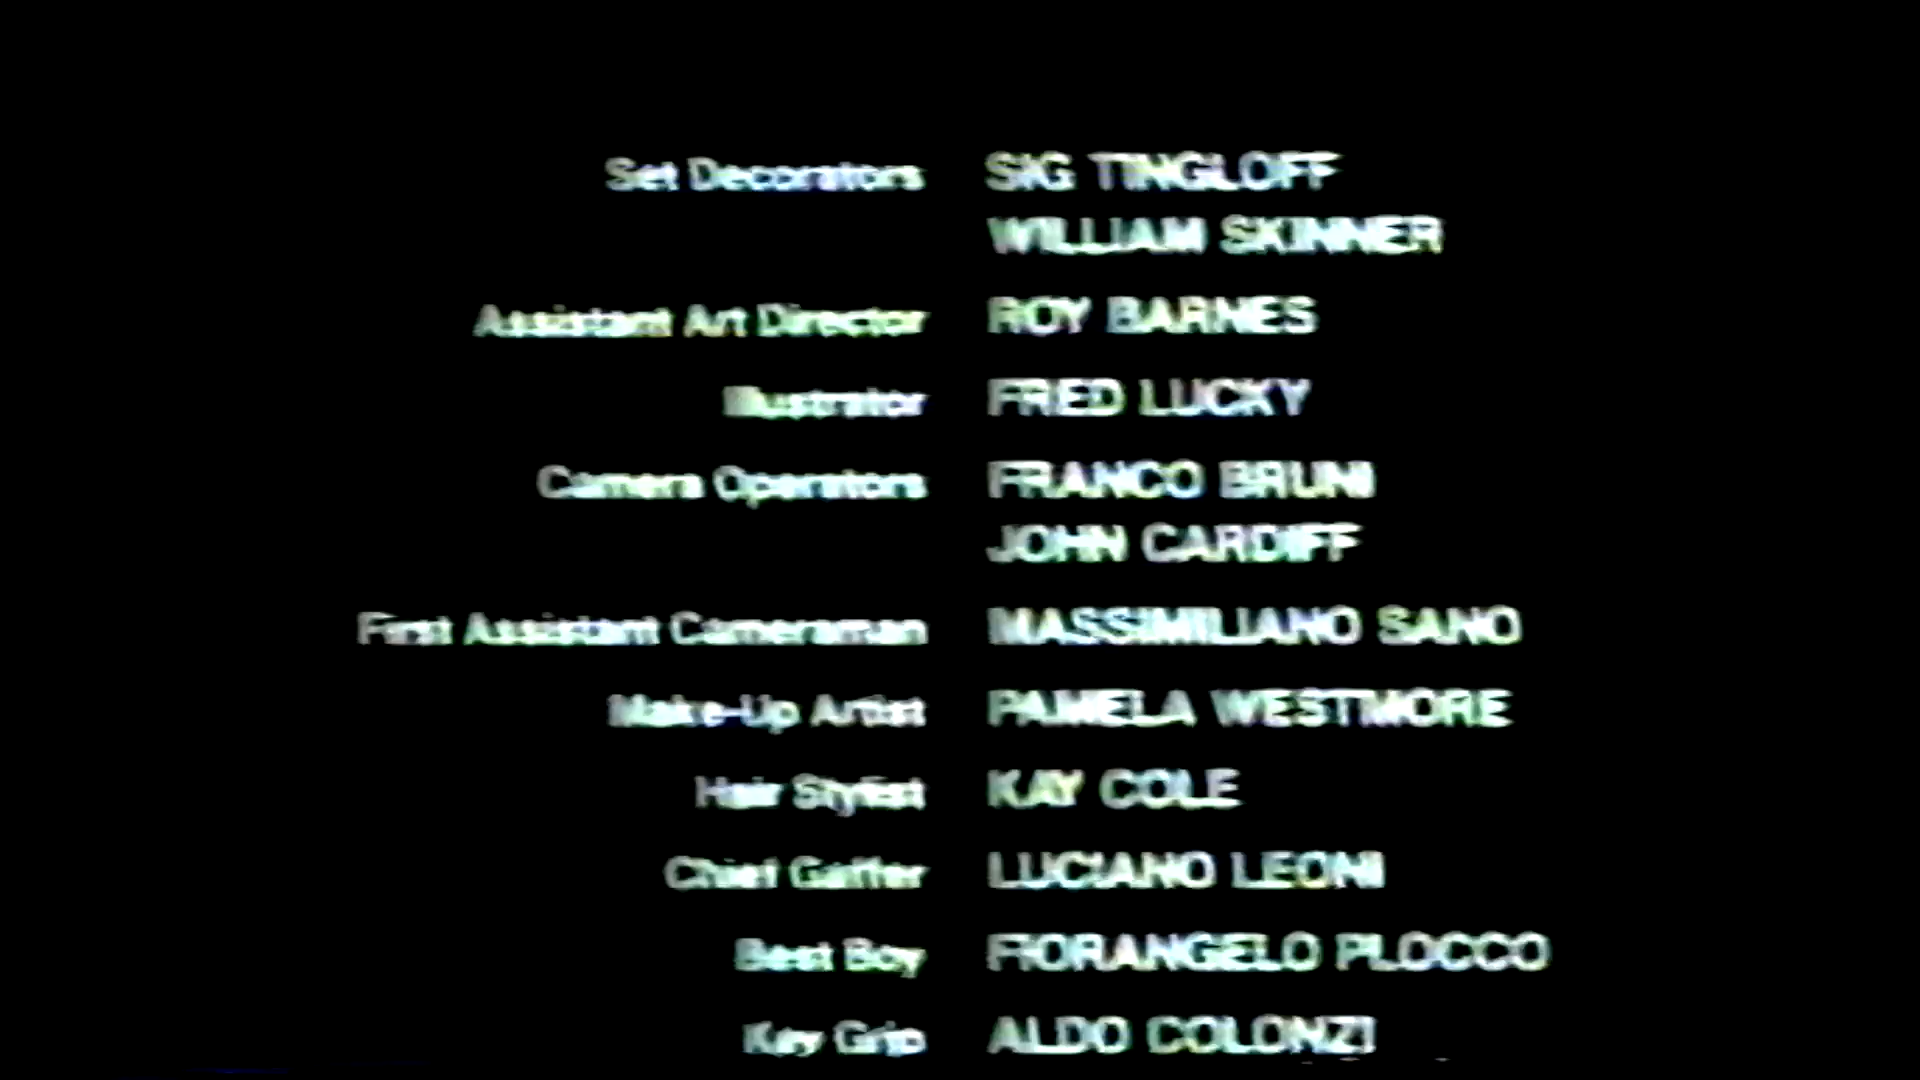 Set Decorators SIG TINGLOFF
WILLIAM SKINNER
Assistant Art Director ROY BARNES
Illustrator FRED LUCKY
Camera Operators FRANCO BRUNI
JOHN CARDIFF
First Assistant Cameraman MASSIMILIANO SANO
Make-Up Artist PAMELA WESTMORE
Hair Stylist KAY COLE
Chief Gaffer LUCIANO LEONI
Best Boy FIORANGELO PLOCCO
Key Grip ALDO COLONZI